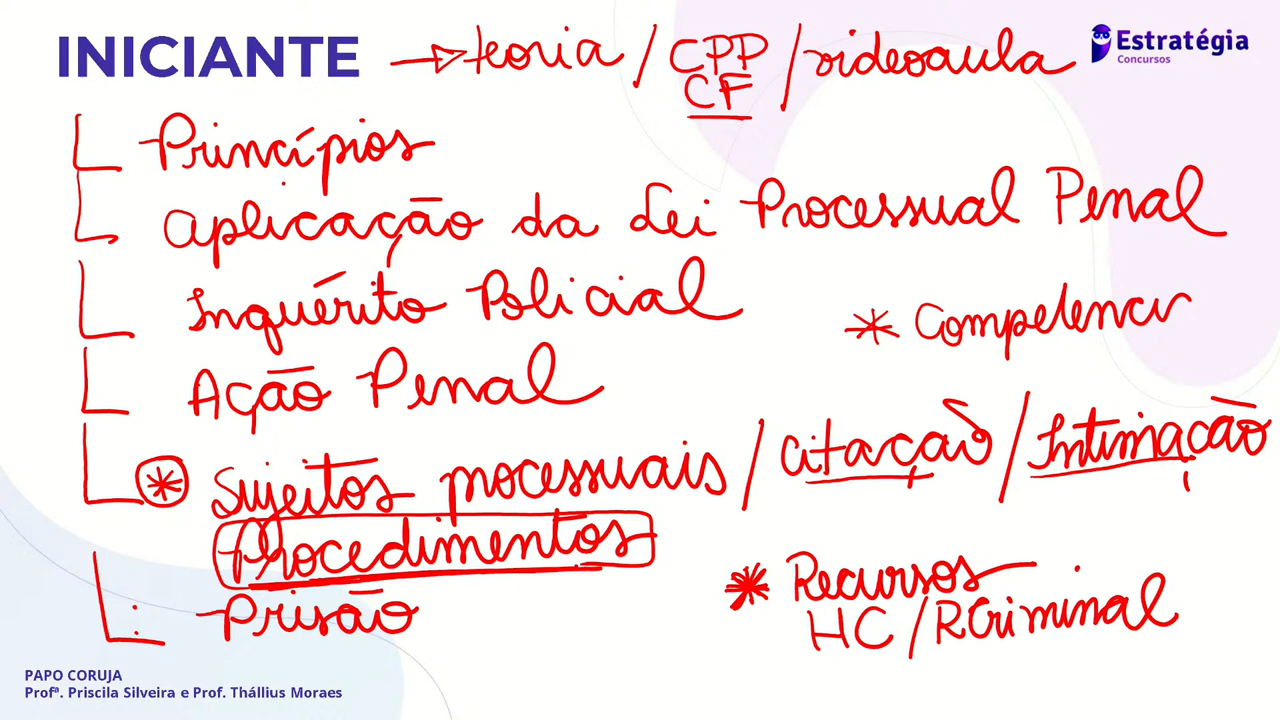 INICIANTE → teoria / CPP / videoaula
CF
Estratégia
Concursos
Princípios
Aplicação da Lei Processual Penal
Inquérito Policial
* Competenci
Ação Penal
* Sujeitos processuais / citação / Intimação
Procedimentos
Prisão
* Recursos
HC / RCriminal
PAPO CORUJA
Profª. Priscila Silveira e Prof. Thállius Moraes